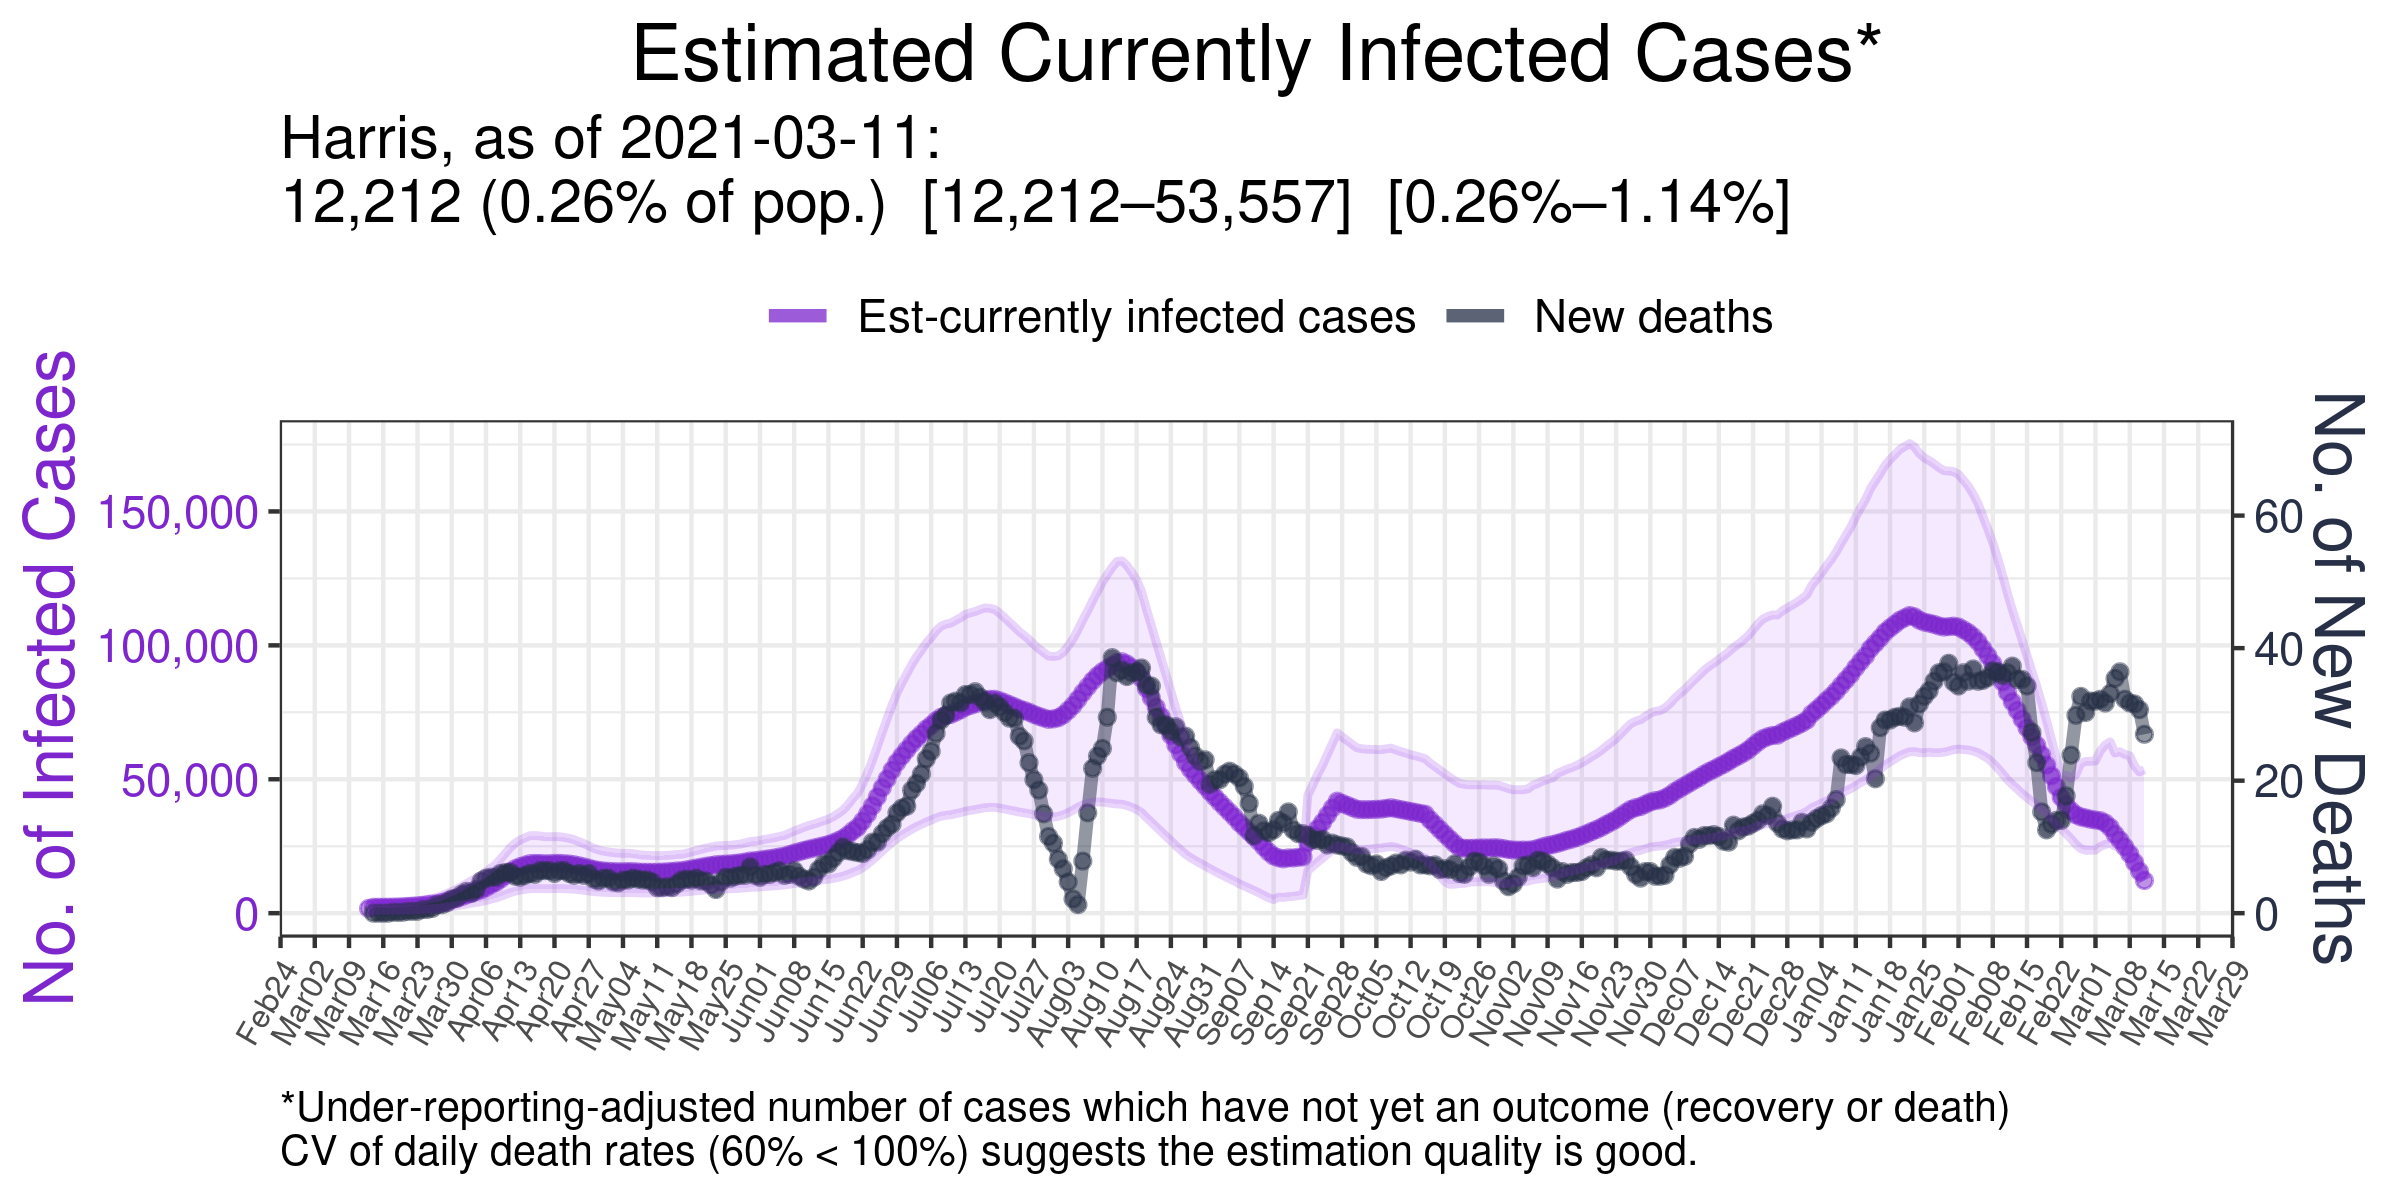 Estimated Currently Infected Cases*
Harris, as of 2021-03-11:
12,212 (0.26% of pop.) [12,212–53,557] [0.26%–1.14%]
Est-currently infected cases
New deaths
No. of Infected Cases
150,000
100,000
50,000
0
No. of New Deaths
60
40
20
0
Feb24
Mar02
Mar09
Mar16
Mar23
Mar30
Apr06
Apr13
Apr20
Apr27
May04
May11
May18
May25
Jun01
Jun08
Jun15
Jun22
Jun29
Jul06
Jul13
Jul20
Jul27
Aug03
Aug10
Aug17
Aug24
Aug31
Sep07
Sep14
Sep21
Sep28
Oct05
Oct12
Oct19
Oct26
Nov02
Nov09
Nov16
Nov23
Nov30
Dec07
Dec14
Dec21
Dec28
Jan04
Jan11
Jan18
Jan25
Feb01
Feb08
Feb15
Feb22
Mar01
Mar08
Mar15
Mar22
Mar29
*Under-reporting-adjusted number of cases which have not yet an outcome (recovery or death)
CV of daily death rates (60% < 100%) suggests the estimation quality is good.